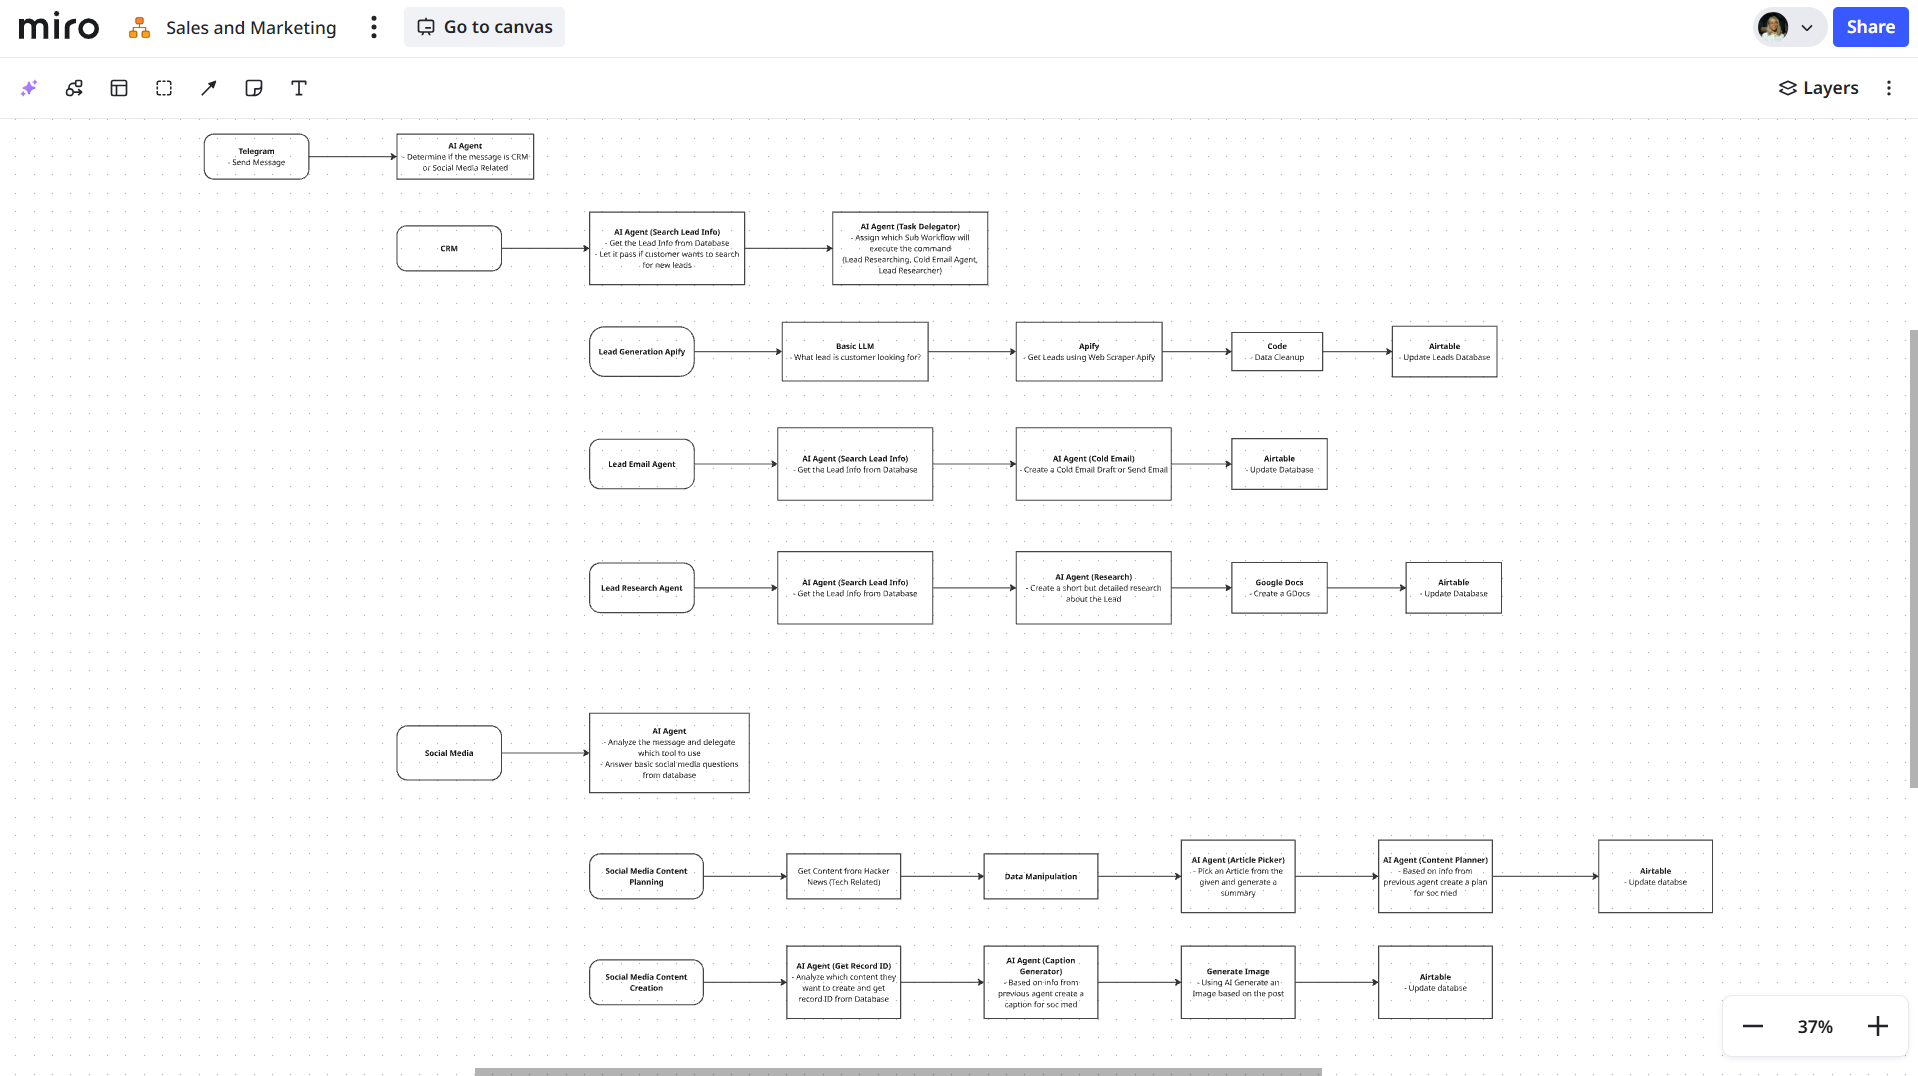 miro
Sales and Marketing
Go to canvas
Share
Layers
Telegram
- Send Message
AI Agent
- Determine if the message is CRM
or Social Media Related
CRM
AI Agent (Search Lead Info)
- Get the Lead Info from Database
- Let it pass if customer wants to search
for new leads
AI Agent (Task Delegator)
- Assign which Sub Workflow will
execute the command
(Lead Researching, Cold Email Agent,
Lead Researcher)
Lead Generation Apify
Basic LLM
- What lead is customer looking for?
Apify
- Get Leads using Web Scraper Apify
Code
- Data Cleanup
Airtable
- Update Leads Database
Lead Email Agent
AI Agent (Search Lead Info)
- Get the Lead Info from Database
AI Agent (Cold Email)
- Create a Cold Email Draft or Send Email
Airtable
- Update Database
Lead Research Agent
AI Agent (Search Lead Info)
- Get the Lead Info from Database
AI Agent (Research)
- Create a short but detailed research
about the Lead
Google Docs
- Create a GDocs
Airtable
- Update Database
Social Media
AI Agent
- Analyze the message and delegate
which tool to use
- Answer basic social media questions
from database
Social Media Content
Planning
Get Content from Hacker
News (Tech Related)
Data Manipulation
AI Agent (Article Picker)
- Pick an Article from the
given and generate a
summary
AI Agent (Content Planner)
- Based on info from
previous agent create a plan
for soc med
Airtable
- Update databse
Social Media Content
Creation
AI Agent (Get Record ID)
- Analyze which content they
want to create and get
record ID from Database
AI Agent (Caption
Generator)
- Based on info from
previous agent create a
caption for soc med
Generate Image
- Using AI Generate an
Image based on the post
Airtable
- Update databse
37%